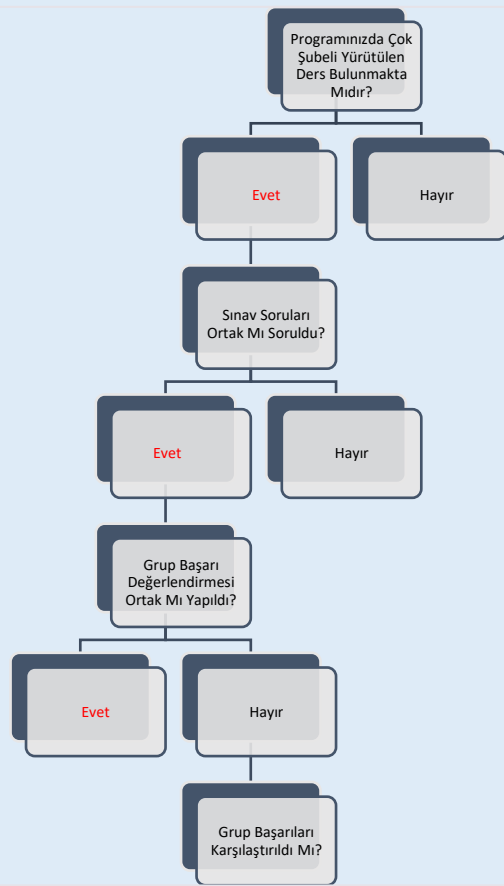 Programınızda Çok
Şubeli Yürütülen
Ders Bulunmakta
Mıdır?
Evet
Hayır
Sınav Soruları
Ortak Mı Soruldu?
Evet
Hayır
Grup Başarı
Değerlendirmesi
Ortak Mı Yapıldı?
Evet
Hayır
Grup Başarıları
Karşılaştırıldı Mı?